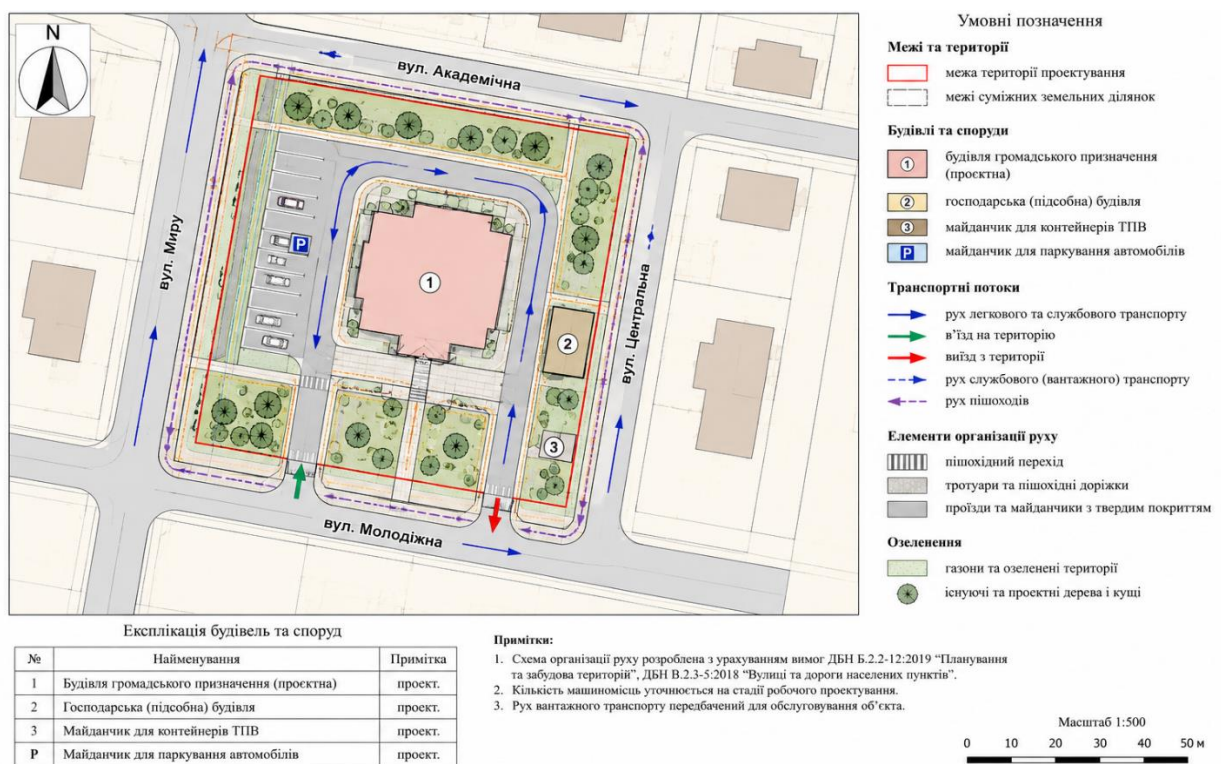 N
вул. Академічна
вул. Миру
вул. Центральна
вул. Молодіжна
P
1
2
3
Умовні позначення
Межі та території
межа території проектування
межі суміжних земельних ділянок
Будівлі та споруди
1 будівля громадського призначення
(проєктна)
2 господарська (підсобна) будівля
3 майданчик для контейнерів ТПВ
P майданчик для паркування автомобілів
Транспортні потоки
рух легкового та службового транспорту
в’їзд на територію
виїзд з території
рух службового (вантажного) транспорту
рух пішоходів
Елементи організації руху
пішохідний перехід
тротуари та пішохідні доріжки
проїзди та майданчики з твердим покриттям
Озеленення
газони та озеленені території
існуючі та проектні дерева і кущі
Експлікація будівель та споруд
№ Найменування Примітка
1 Будівля громадського призначення (проєктна) проект.
2 Господарська (підсобна) будівля проект.
3 Майданчик для контейнерів ТПВ проект.
P Майданчик для паркування автомобілів проект.
Примітки:
1. Схема організації руху розроблена з урахуванням вимог ДБН Б.2.2-12:2019 “Планування
та забудова територій”, ДБН В.2.3-5:2018 “Вулиці та дороги населених пунктів”.
2. Кількість машиномісць уточнюється на стадії робочого проектування.
3. Рух вантажного транспорту передбачений для обслуговування об’єкта.
Масштаб 1:500
0 10 20 30 40 50 м